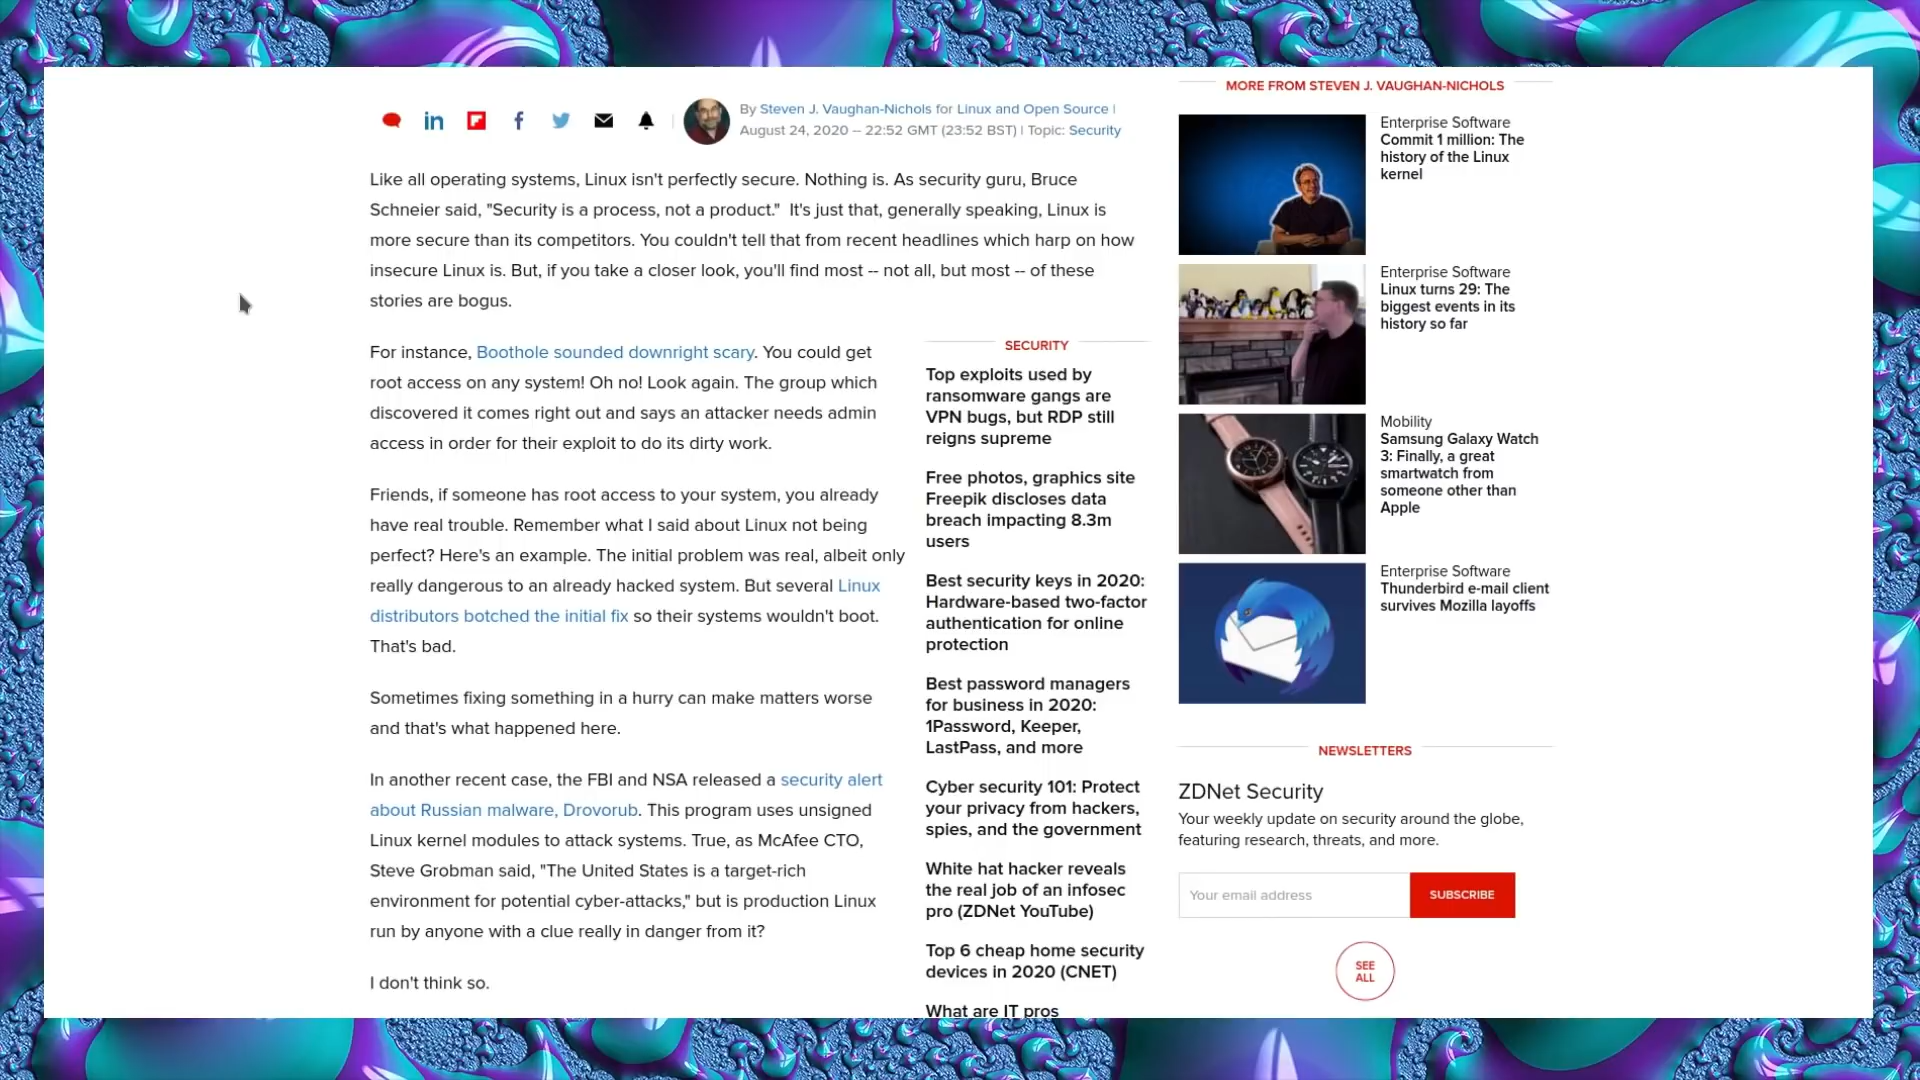 By Steven J. Vaughan-Nichols for Linux and Open Source |
August 24, 2020 -- 22:52 GMT (23:52 BST) | Topic: Security
Like all operating systems, Linux isn't perfectly secure. Nothing is. As security guru, Bruce
Schneier said, "Security is a process, not a product."  It's just that, generally speaking, Linux is
more secure than its competitors. You couldn't tell that from recent headlines which harp on how
insecure Linux is. But, if you take a closer look, you'll find most -- not all, but most -- of these
stories are bogus.
For instance, Boothole sounded downright scary. You could get
root access on any system! Oh no! Look again. The group which
discovered it comes right out and says an attacker needs admin
access in order for their exploit to do its dirty work.
Friends, if someone has root access to your system, you already
have real trouble. Remember what I said about Linux not being
perfect? Here's an example. The initial problem was real, albeit only
really dangerous to an already hacked system. But several Linux
distributors botched the initial fix so their systems wouldn't boot.
That's bad.
Sometimes fixing something in a hurry can make matters worse
and that's what happened here.
In another recent case, the FBI and NSA released a security alert
about Russian malware, Drovorub. This program uses unsigned
Linux kernel modules to attack systems. True, as McAfee CTO,
Steve Grobman said, "The United States is a target-rich
environment for potential cyber-attacks," but is production Linux
run by anyone with a clue really in danger from it?
I don't think so.
SECURITY
Top exploits used by
ransomware gangs are
VPN bugs, but RDP still
reigns supreme
Free photos, graphics site
Freepik discloses data
breach impacting 8.3m
users
Best security keys in 2020:
Hardware-based two-factor
authentication for online
protection
Best password managers
for business in 2020:
1Password, Keeper,
LastPass, and more
Cyber security 101: Protect
your privacy from hackers,
spies, and the government
White hat hacker reveals
the real job of an infosec
pro (ZDNet YouTube)
Top 6 cheap home security
devices in 2020 (CNET)
What are IT pros
MORE FROM STEVEN J. VAUGHAN-NICHOLS
Enterprise Software
Commit 1 million: The
history of the Linux
kernel
Enterprise Software
Linux turns 29: The
biggest events in its
history so far
Mobility
Samsung Galaxy Watch
3: Finally, a great
smartwatch from
someone other than
Apple
Enterprise Software
Thunderbird e-mail client
survives Mozilla layoffs
NEWSLETTERS
ZDNet Security
Your weekly update on security around the globe,
featuring research, threats, and more.
Your email address
SUBSCRIBE
SEE
ALL